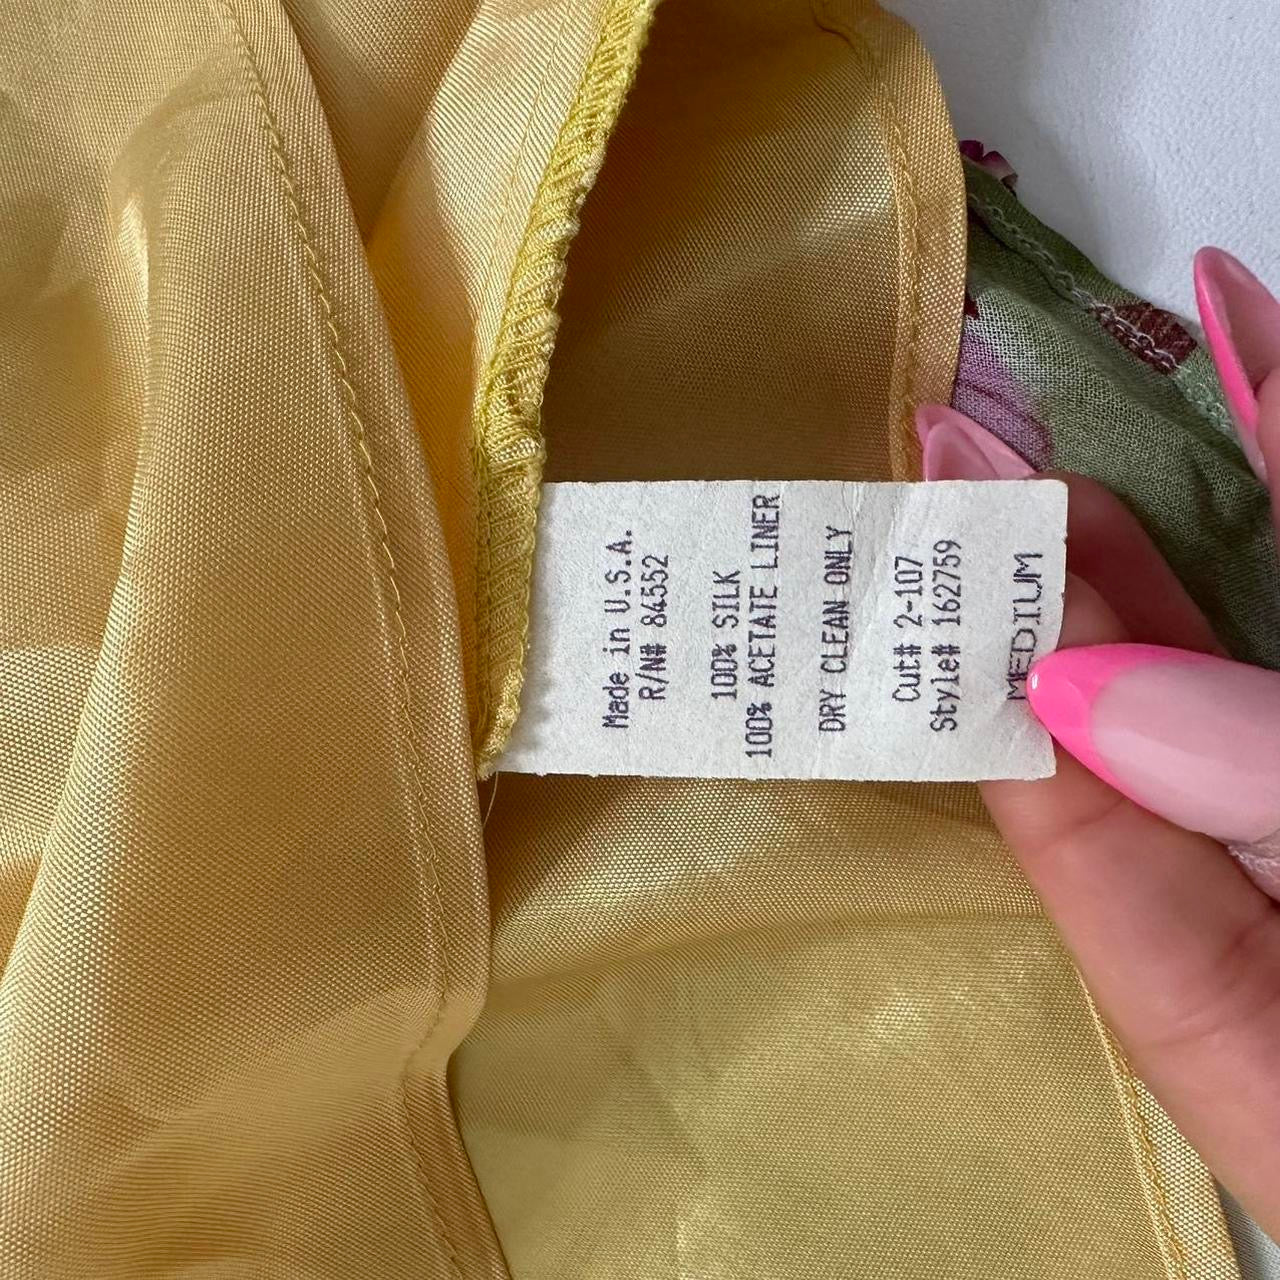 Made in U.S.A.
R/N# 84552
100% SILK
100% ACETATE LINER
DRY CLEAN ONLY
Cut# 2-107
Style# 162759
MEDIUM